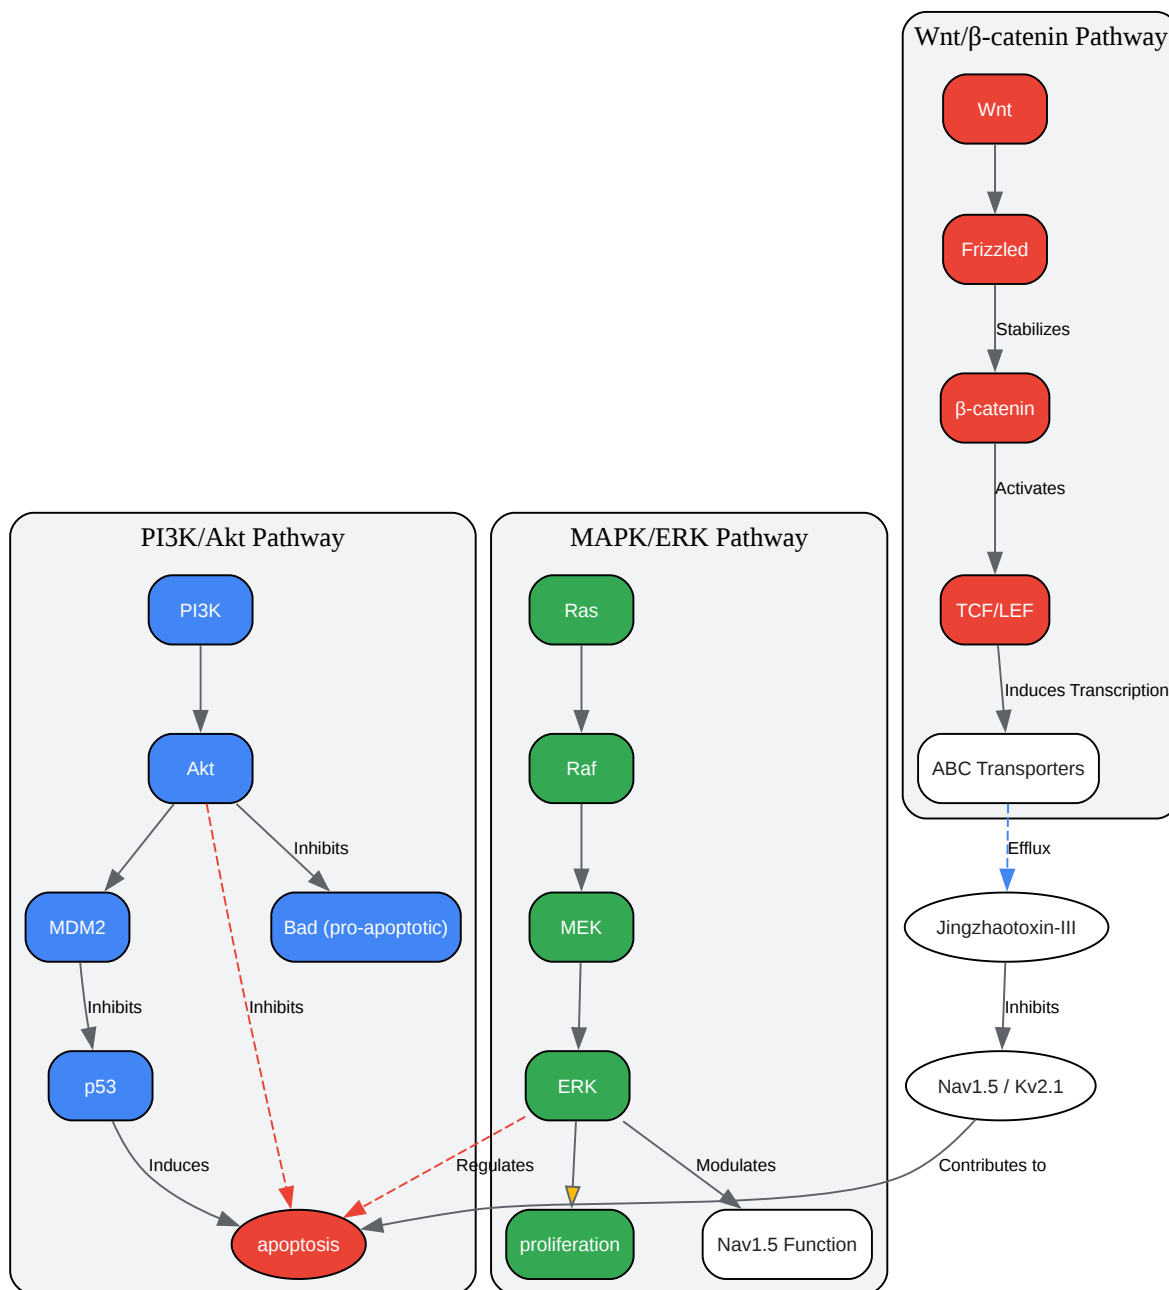 Wnt/β-catenin Pathway
Wnt
Frizzled
Stabilizes
β-catenin
Activates
TCF/LEF
Induces Transcription
ABC Transporters
Efflux
Jingzhaotoxin-III
Inhibits
Nav1.5 / Kv2.1
Contributes to
PI3K/Akt Pathway
PI3K
Akt
Inhibits
MDM2
Bad (pro-apoptotic)
Inhibits
Inhibits
p53
Induces
apoptosis
MAPK/ERK Pathway
Ras
Raf
MEK
ERK
Regulates
Modulates
proliferation
Nav1.5 Function